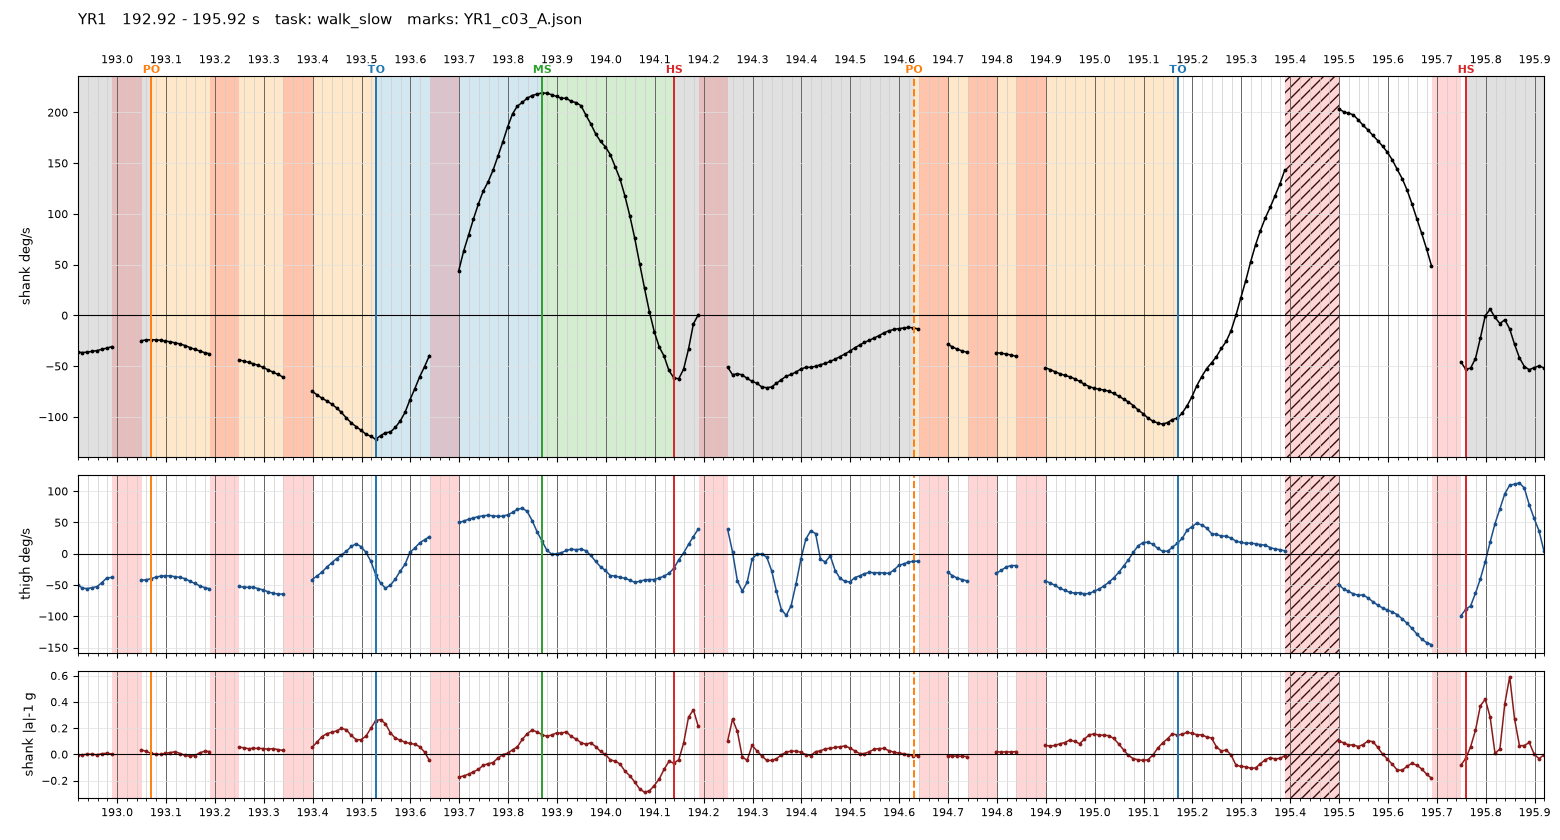 YR1   192.92 - 195.92 s   task: walk_slow   marks: YR1_c03_A.json
193.0 193.1 193.2 193.3 193.4 193.5 193.6 193.7 193.8 193.9 194.0 194.1 194.2 194.3 194.4 194.5 194.6 194.7 194.8 194.9 195.0 195.1 195.2 195.3 195.4 195.5 195.6 195.7 195.8 195.9
PO TO MS HS PO TO HS
shank deg/s
200
150
100
50
0
−50
−100
thigh deg/s
100
50
0
−50
−100
−150
shank |a|-1 g
0.6
0.4
0.2
0.0
−0.2
193.0 193.1 193.2 193.3 193.4 193.5 193.6 193.7 193.8 193.9 194.0 194.1 194.2 194.3 194.4 194.5 194.6 194.7 194.8 194.9 195.0 195.1 195.2 195.3 195.4 195.5 195.6 195.7 195.8 195.9